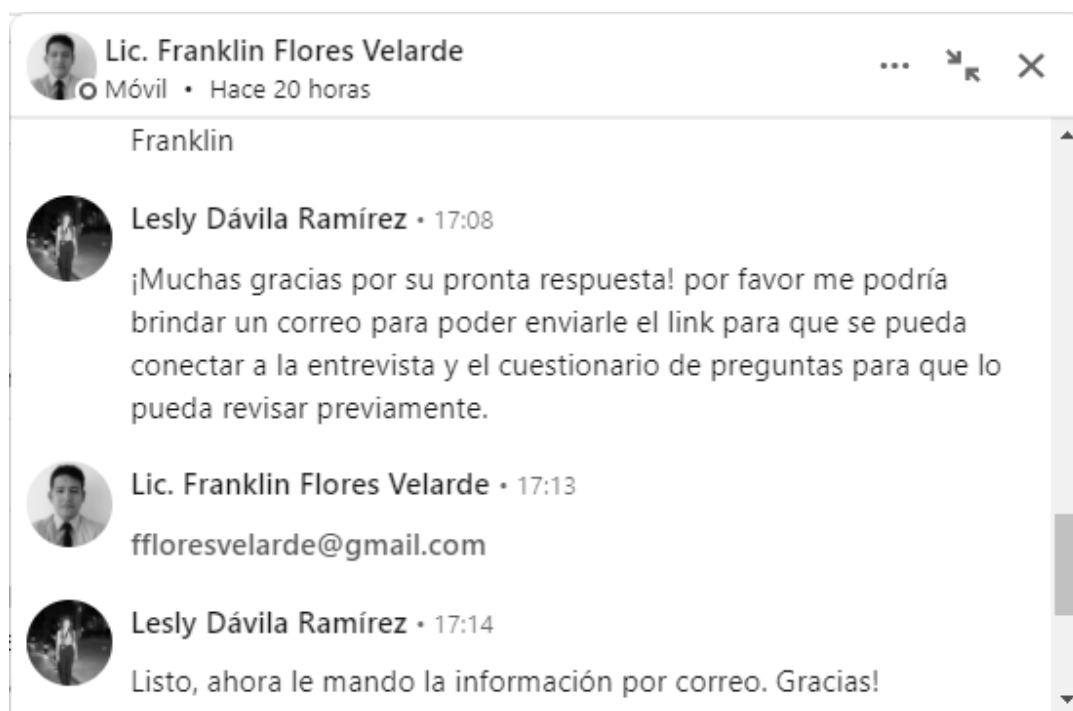 Lic. Franklin Flores Velarde
Móvil • Hace 20 horas
Franklin
Lesly Dávila Ramírez • 17:08
¡Muchas gracias por su pronta respuesta! por favor me podría
brindar un correo para poder enviarle el link para que se pueda
conectar a la entrevista y el cuestionario de preguntas para que lo
pueda revisar previamente.
Lic. Franklin Flores Velarde • 17:13
ffloresvelarde@gmail.com
Lesly Dávila Ramírez • 17:14
Listo, ahora le mando la información por correo. Gracias!